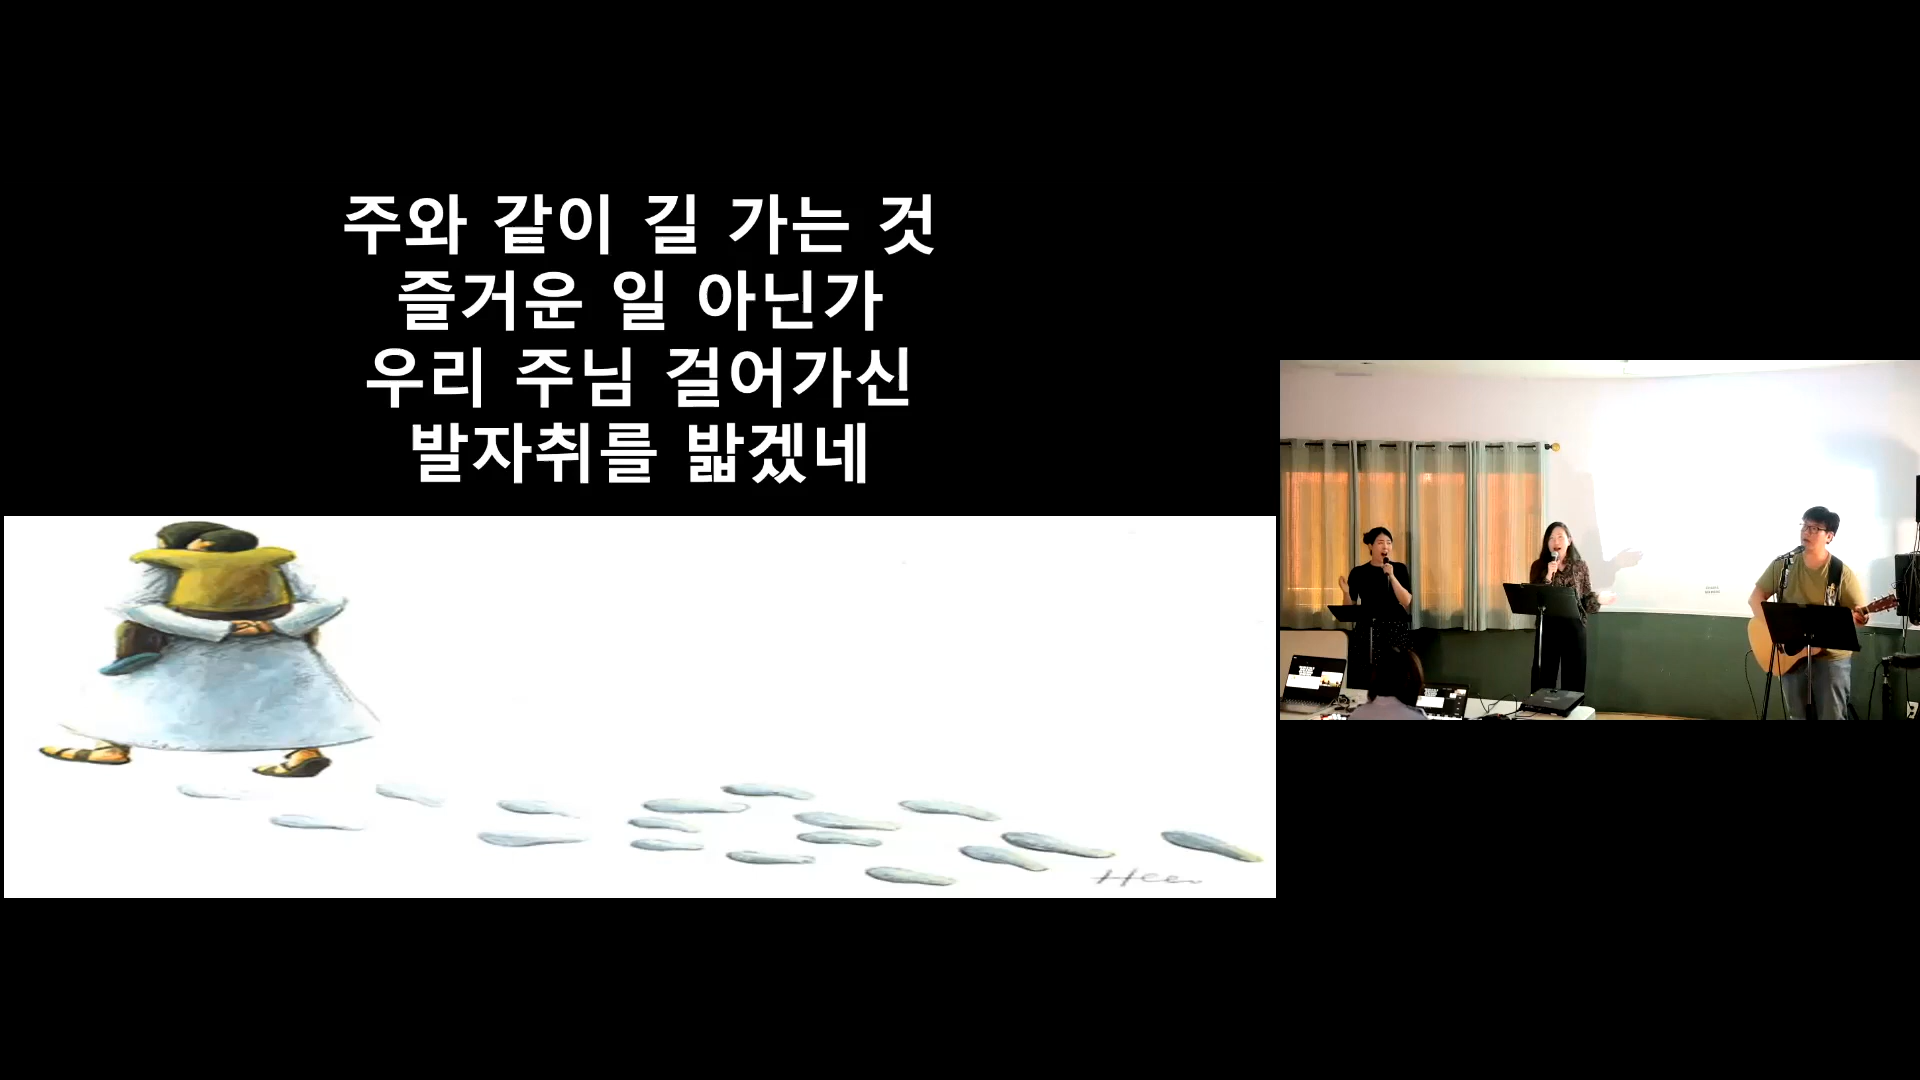 주와 같이 길 가는 것
즐거운 일 아닌가
우리 주님 걸어가신
발자취를 밟겠네